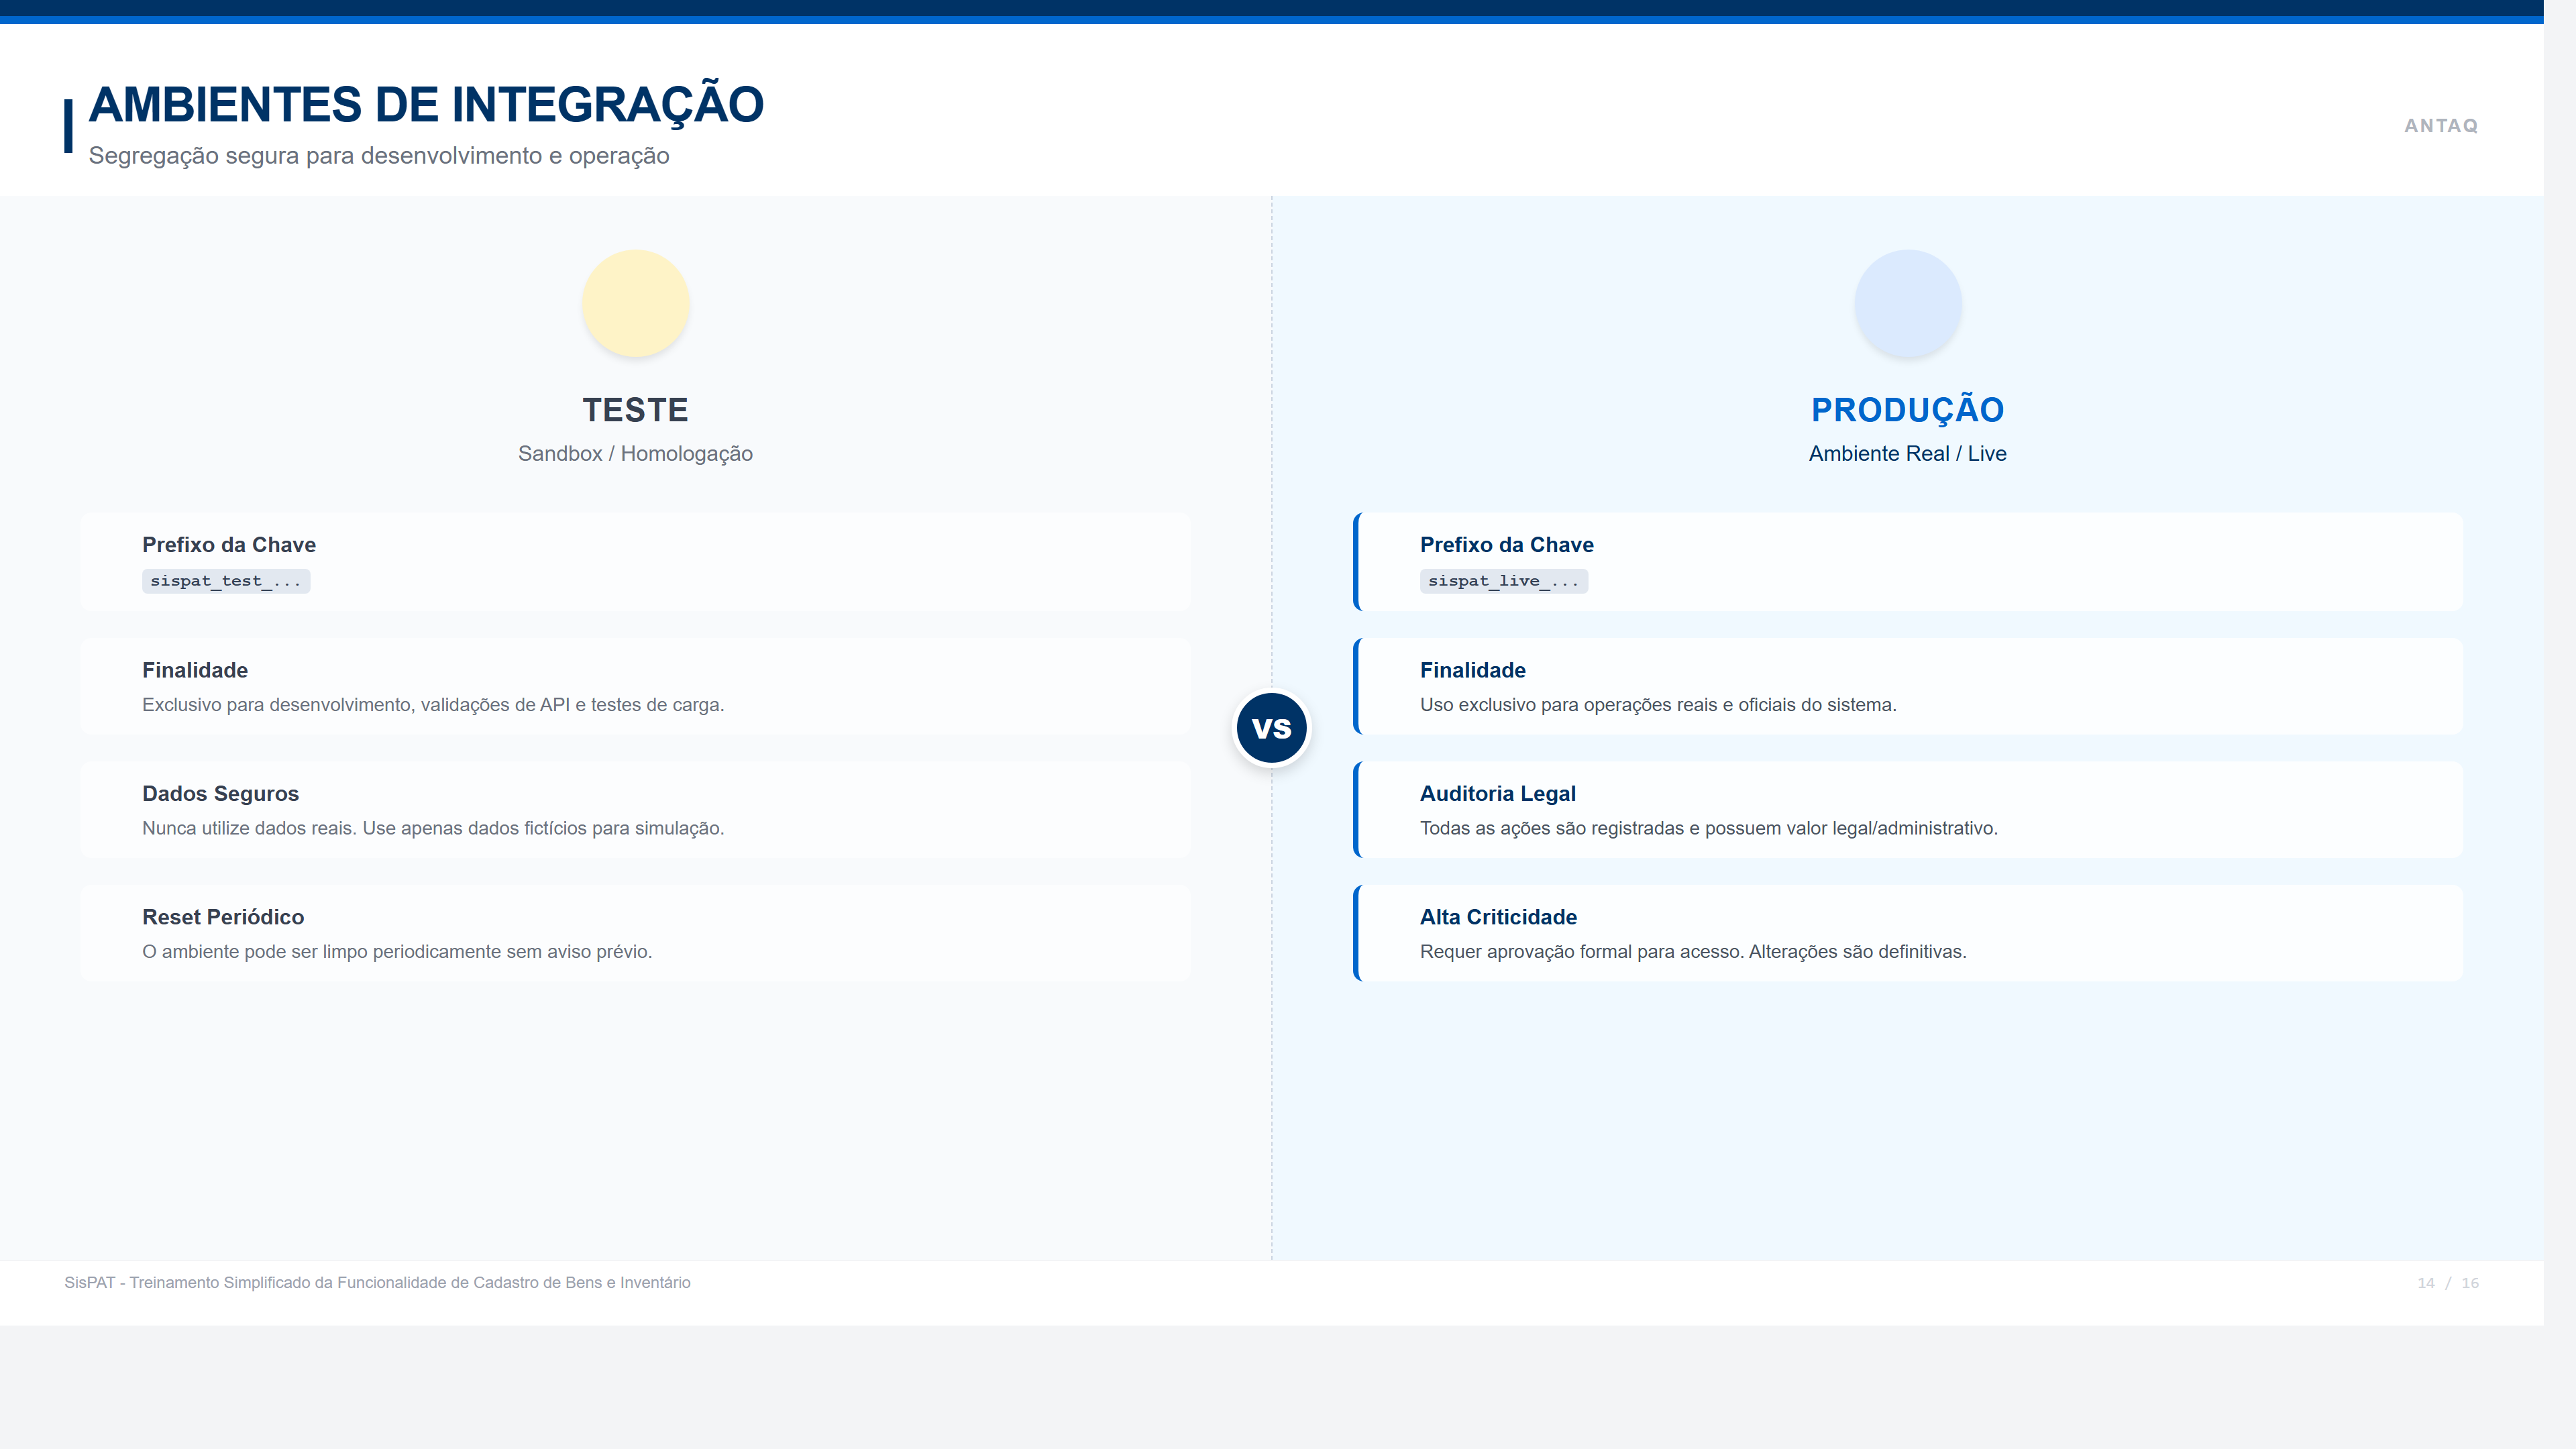 AMBIENTES DE INTEGRAÇÃO
Segregação segura para desenvolvimento e operação
ANTAQ
TESTE
Sandbox / Homologação
Prefixo da Chave
sispat_test_...
Finalidade
Exclusivo para desenvolvimento, validações de API e testes de carga.
Dados Seguros
Nunca utilize dados reais. Use apenas dados fictícios para simulação.
Reset Periódico
O ambiente pode ser limpo periodicamente sem aviso prévio.
VS
PRODUÇÃO
Ambiente Real / Live
Prefixo da Chave
sispat_live_...
Finalidade
Uso exclusivo para operações reais e oficiais do sistema.
Auditoria Legal
Todas as ações são registradas e possuem valor legal/administrativo.
Alta Criticidade
Requer aprovação formal para acesso. Alterações são definitivas.
SisPAT - Treinamento Simplificado da Funcionalidade de Cadastro de Bens e Inventário
14 / 16